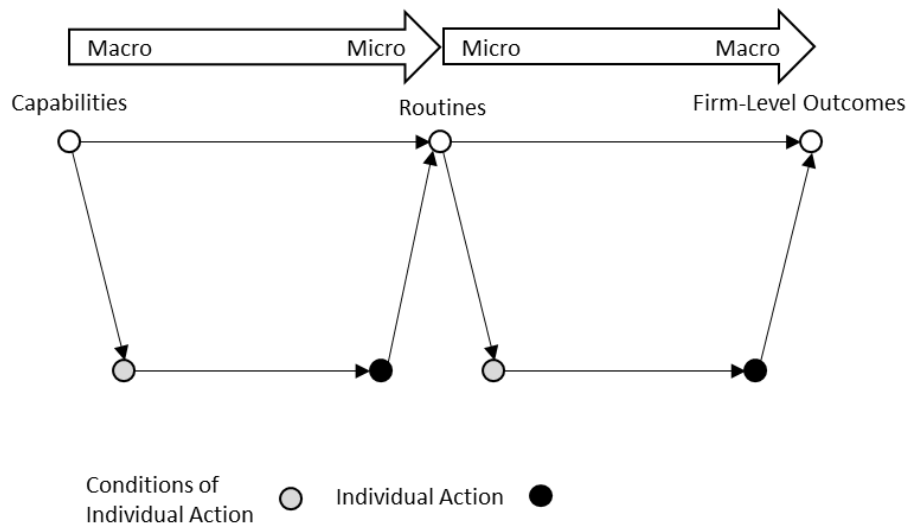 Macro Micro Micro Macro
Capabilities Routines Firm-Level Outcomes
Conditions of
Individual Action Individual Action